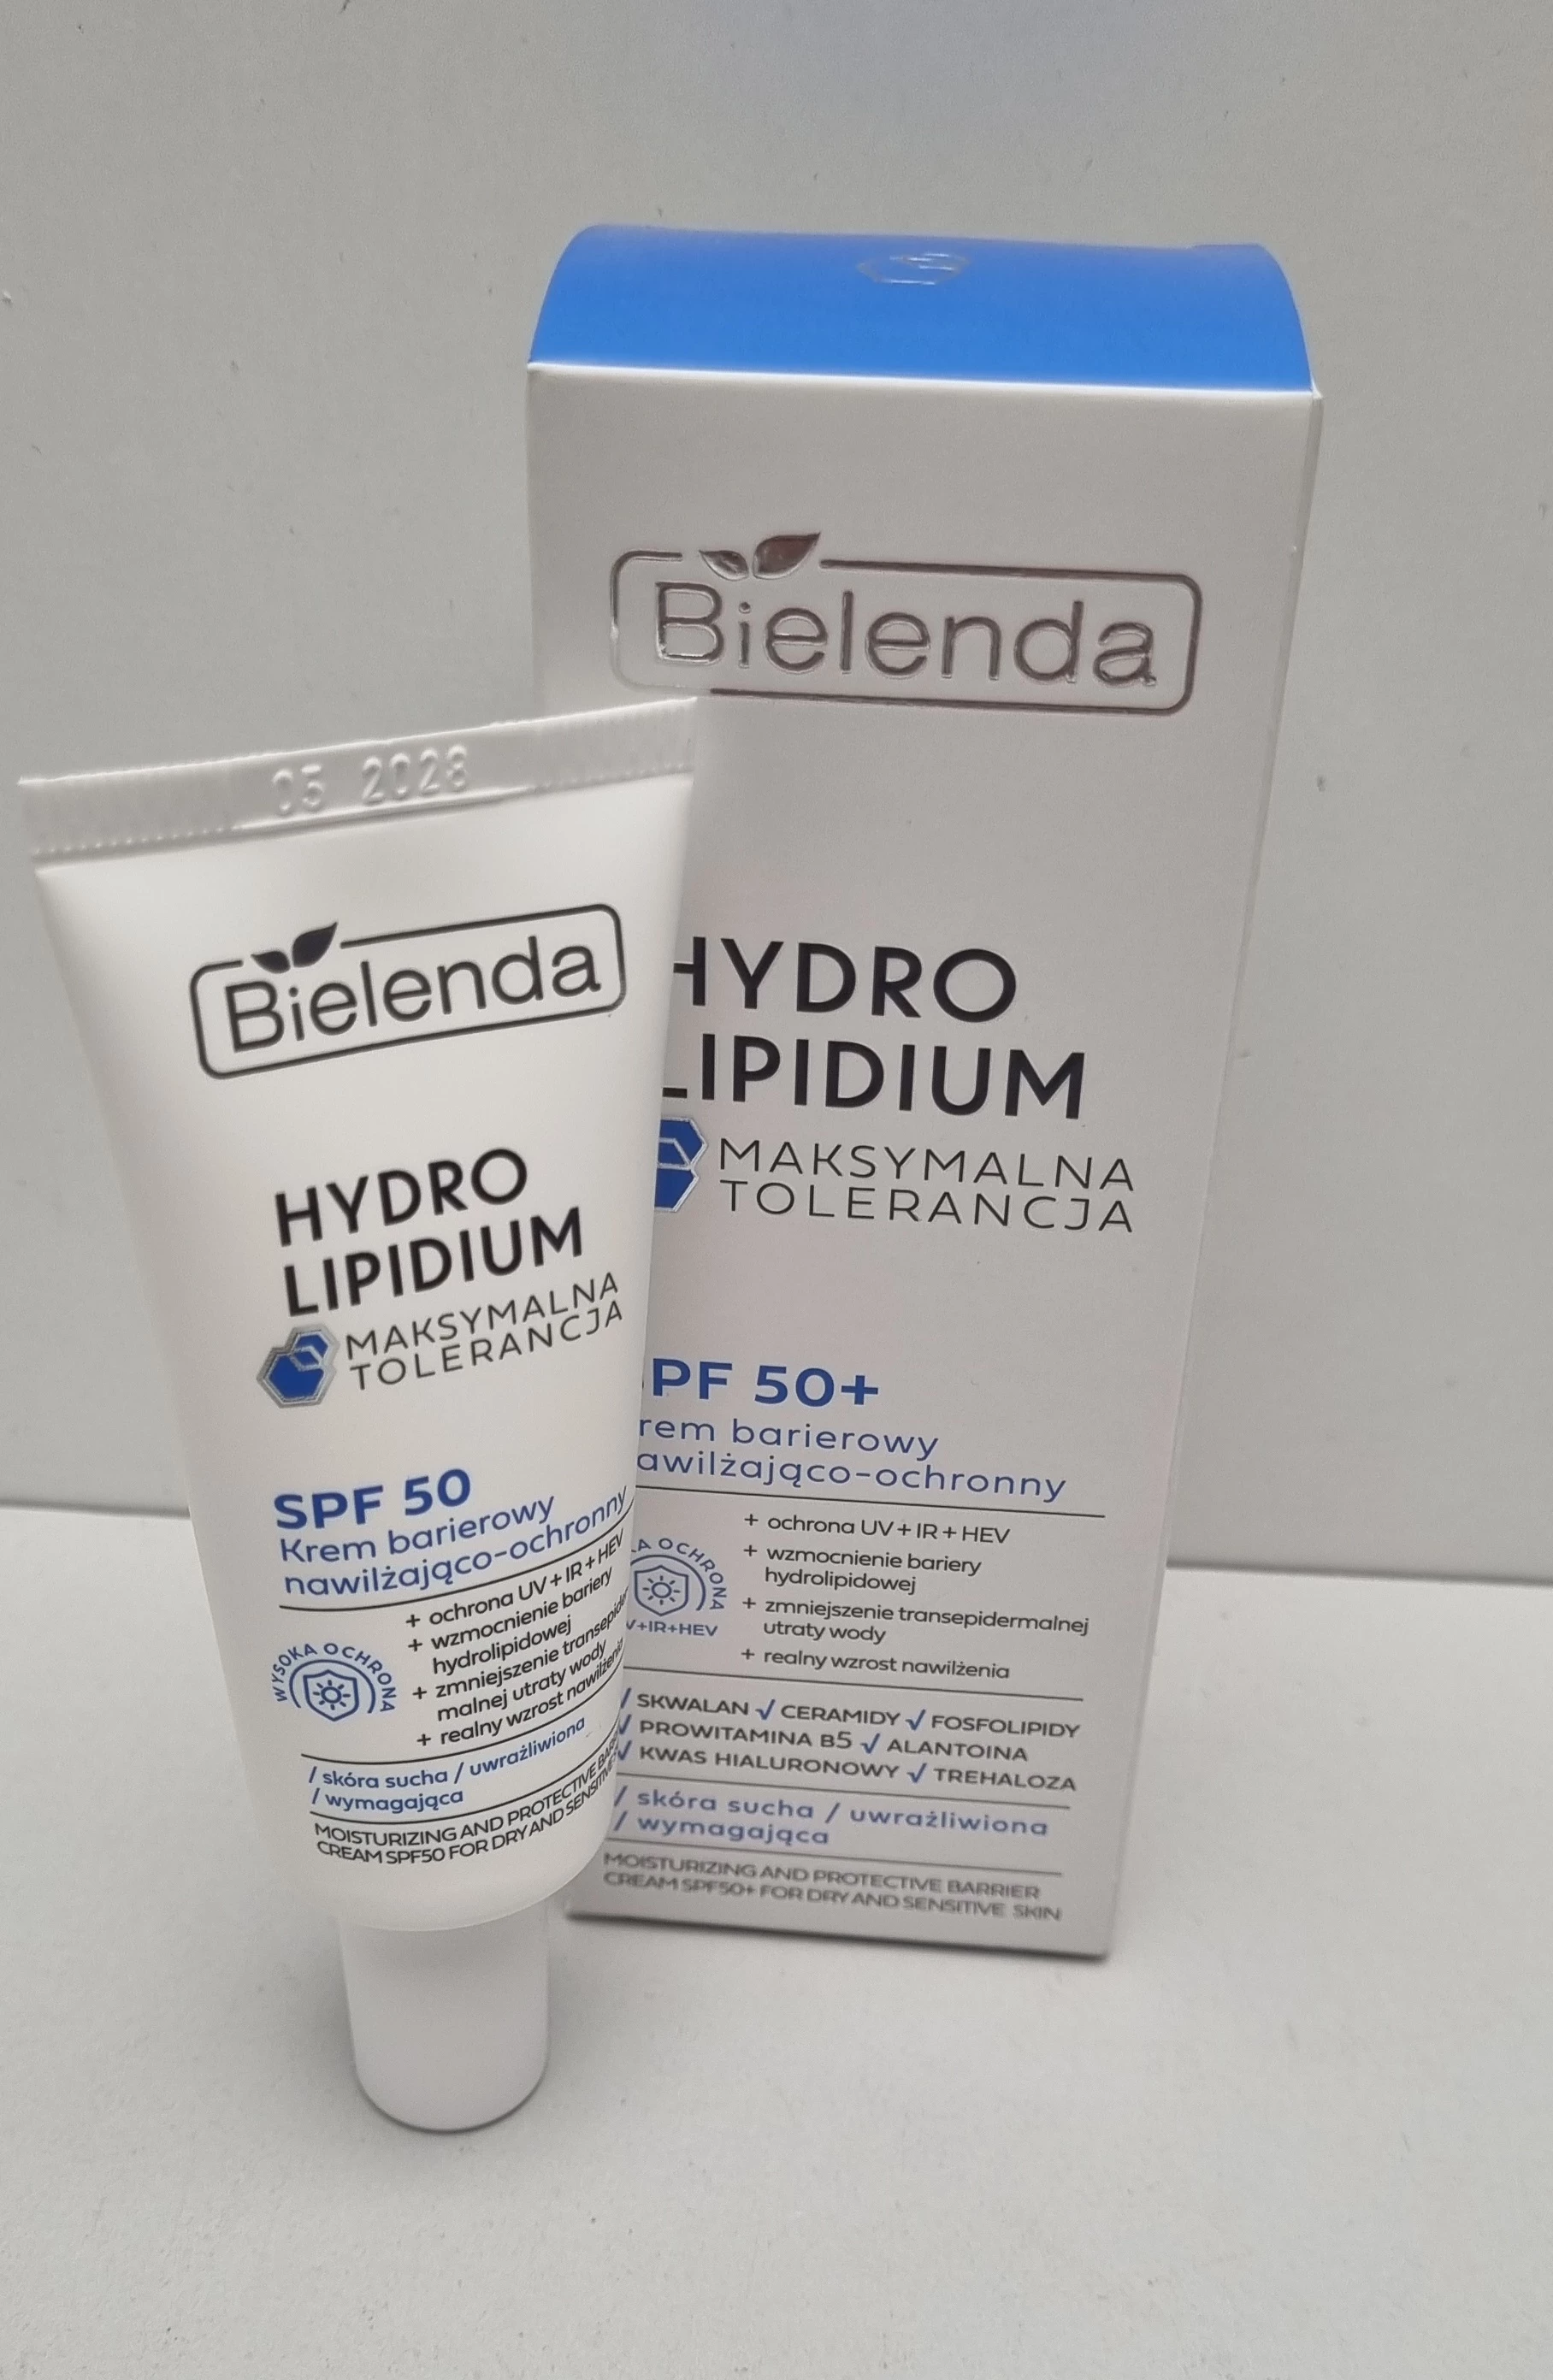 05 2028
Bielenda
HYDRO
LIPIDIUM
MAKSYMALNA
TOLERANCJA
SPF 50
Krem barierowy
nawilżająco-ochronny
WYSOKA OCHRONA
+ ochrona UV + IR + HEV
+ wzmocnienie bariery
hydrolipidowej
+ zmniejszenie
malnej utraty wody
+ realny wzrost
/ skóra sucha / uwrażliwiona
/ wymagająca
MOISTURIZING AND PROTECTIVE
CREAM SPF50 FOR DRY AND SENSITIVE
Bielenda
HYDRO
LIPIDIUM
MAKSYMALNA
TOLERANCJA
PF 50+
rem barierowy
awilżająco-ochronny
A OCHRONA
V+IR+HEV
+ ochrona UV + IR + HEV
+ wzmocnienie bariery
hydrolipidowej
+ zmniejszenie transepidermalnej
utraty wody
+ realny wzrost nawilżenia
√ SKWALAN √ CERAMIDY √ FOSFOLIPIDY
√ PROWITAMINA B5 √ ALANTOINA
√ KWAS HIALURONOWY √ TREHALOZA
/ skóra sucha / uwrażliwiona
/ wymagająca
MOISTURIZING AND PROTECTIVE BARRIER
CREAM SPF50+ FOR DRY AND SENSITIVE SKIN